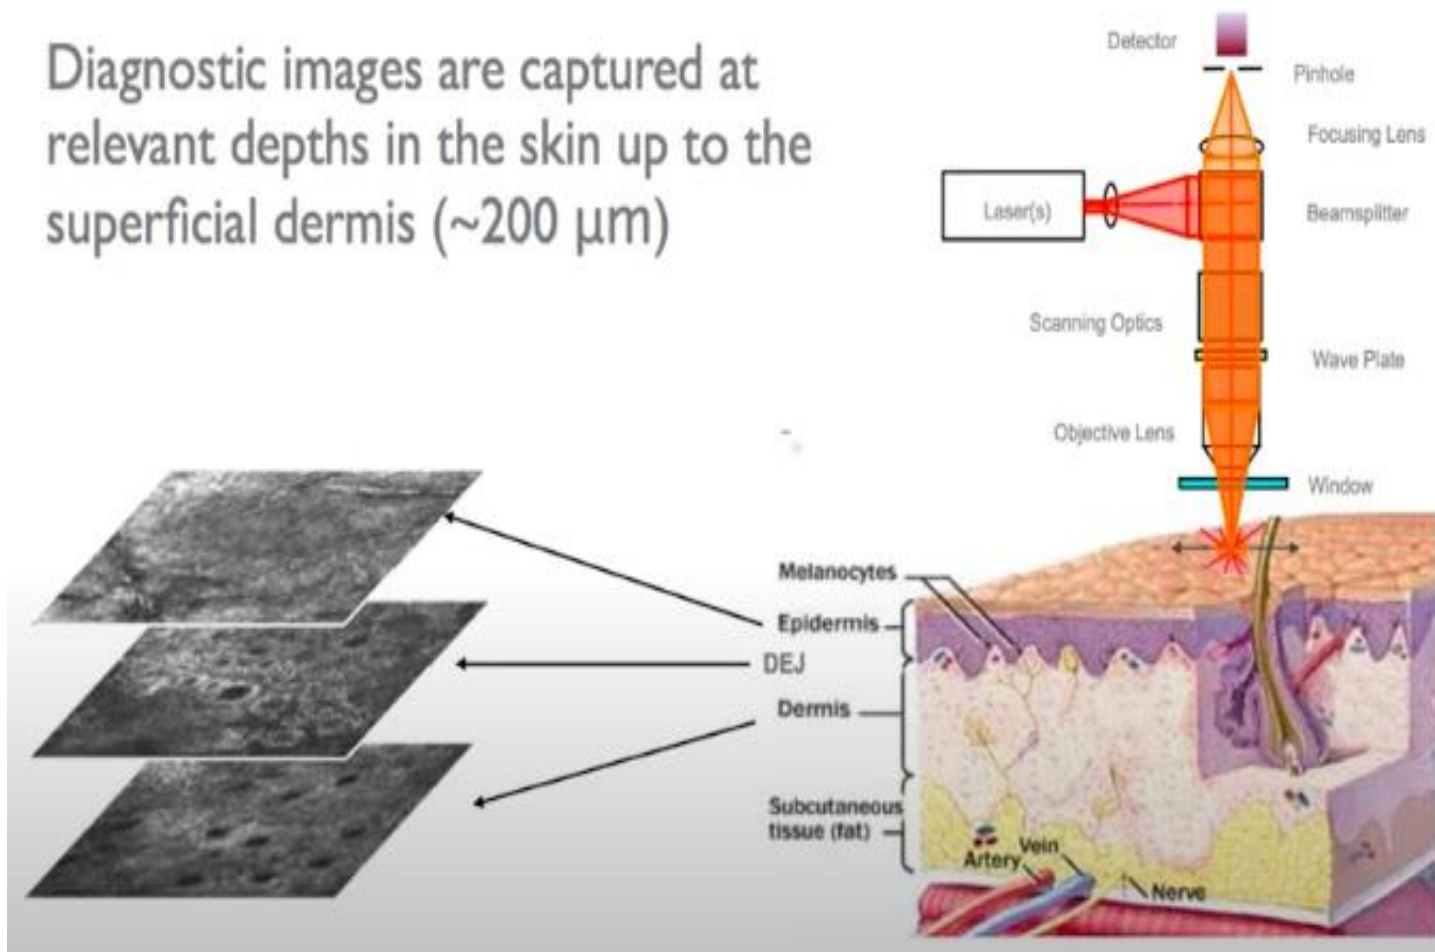 Diagnostic images are captured at
relevant depths in the skin up to the
superficial dermis (~200 µm)
Detector
Pinhole
Focusing Lens
Laser(s)
Beamsplitter
Scanning Optics
Wave Plate
Objective Lens
Window
Melanocytes
Epidermis
DEJ
Dermis
Subcutaneous
tissue (fat)
Artery
Vein
Nerve